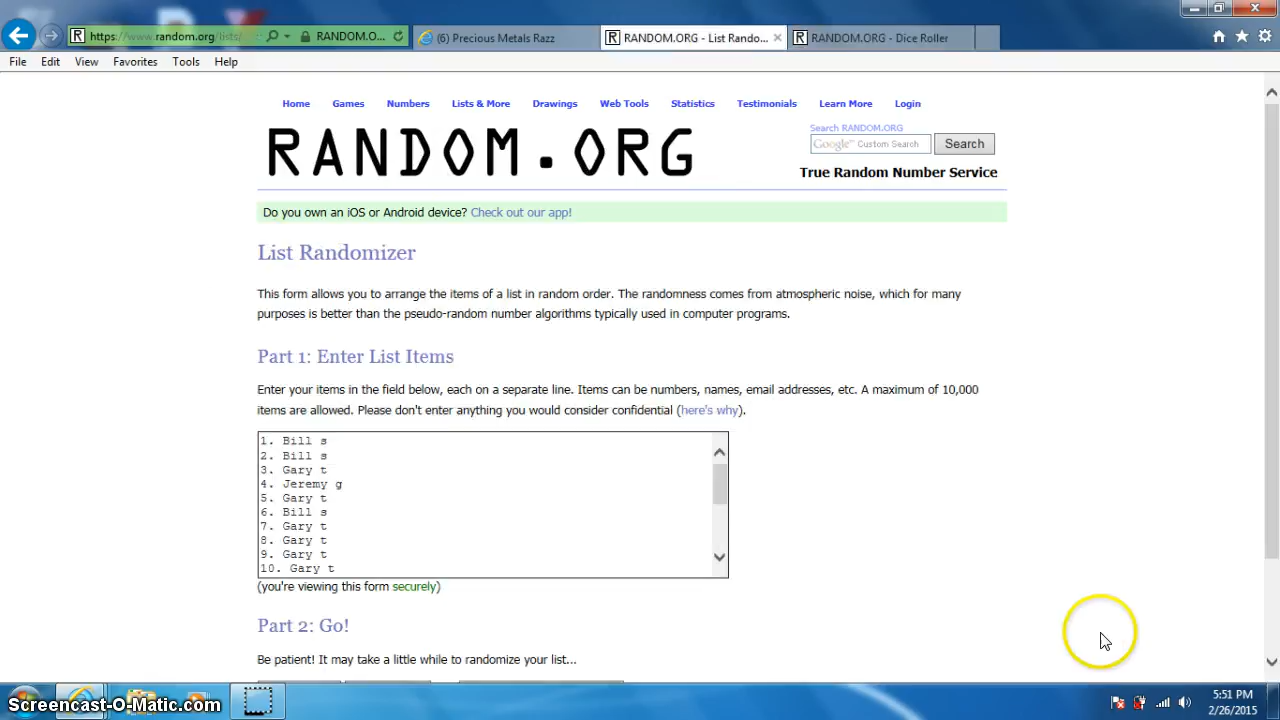 https://www.random.org/lists/
RANDOM.O...
(6) Precious Metals Razz
RANDOM.ORG - List Rando...
RANDOM.ORG - Dice Roller
File Edit View Favorites Tools Help
Home Games Numbers Lists & More Drawings Web Tools Statistics Testimonials Learn More Login
RANDOM.ORG
Search RANDOM.ORG
Google™ Custom Search
Search
True Random Number Service
Do you own an iOS or Android device? Check out our app!
List Randomizer
This form allows you to arrange the items of a list in random order. The randomness comes from atmospheric noise, which for many
purposes is better than the pseudo-random number algorithms typically used in computer programs.
Part 1: Enter List Items
Enter your items in the field below, each on a separate line. Items can be numbers, names, email addresses, etc. A maximum of 10,000
items are allowed. Please don't enter anything you would consider confidential (here's why).
1. Bill s
2. Bill s
3. Gary t
4. Jeremy g
5. Gary t
6. Bill s
7. Gary t
8. Gary t
9. Gary t
10. Gary t
(you're viewing this form securely)
Part 2: Go!
Be patient! It may take a little while to randomize your list...
Screencast-O-Matic.com
5:51 PM
2/26/2015